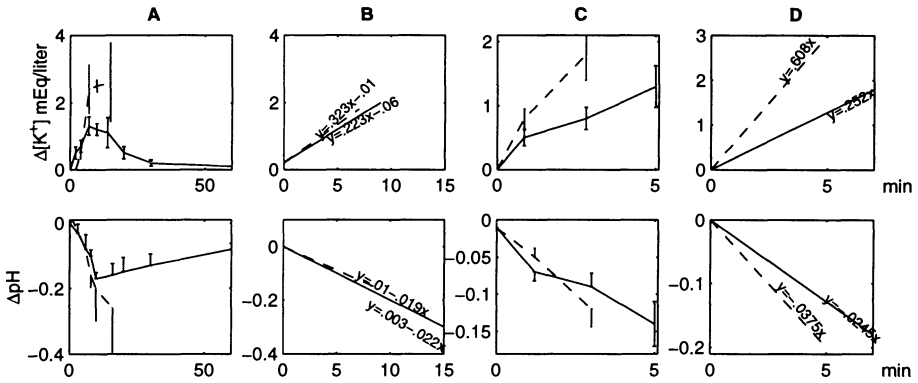 A B C D
Δ[K⁺] mEq/liter
4
2
0
0 50
4
2
0
0 5 10 15
y=.323x-.01
y=.223x-.06
2
1
0
0 5
3
2
1
0
0 5 min
y=.608x
y=.252x
ΔpH
0
-0.2
-0.4
0 50
0
-0.2
-0.4
0 5 10 15
y=.01-.019x
y=.003-.022x
0
-0.05
-0.1
-0.15
0 5
0
-0.1
-0.2
0 5 min
y=-.0375x
y=-.0245x